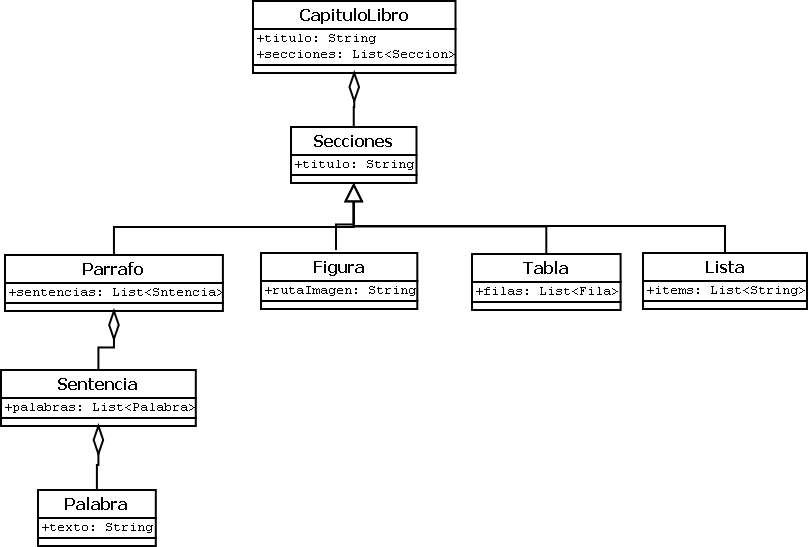 CapituloLibro
+titulo: String
+secciones: List<Seccion>
Secciones
+titulo: String
Parrafo
+sentencias: List<Sntencia>
Figura
+rutaImagen: String
Tabla
+filas: List<Fila>
Lista
+items: List<String>
Sentencia
+palabras: List<Palabra>
Palabra
+texto: String